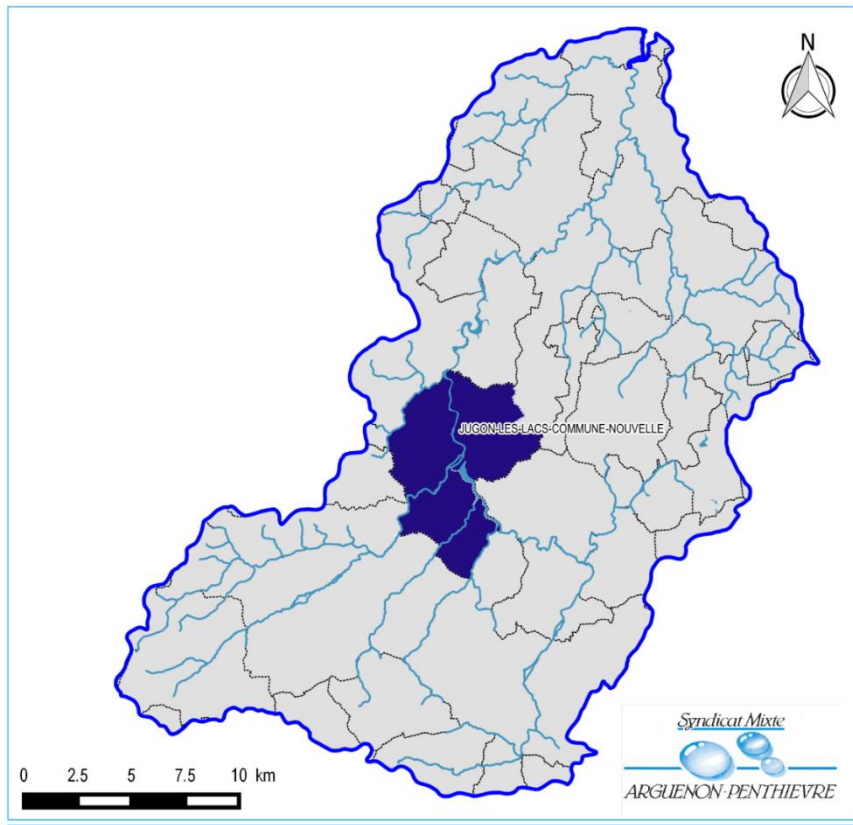 N
JUGON-LES-LACS-COMMUNE-NOUVELLE
0 2.5 5 7.5 10 km
Syndicat Mixte
ARGUENON-PENTHIEVRE